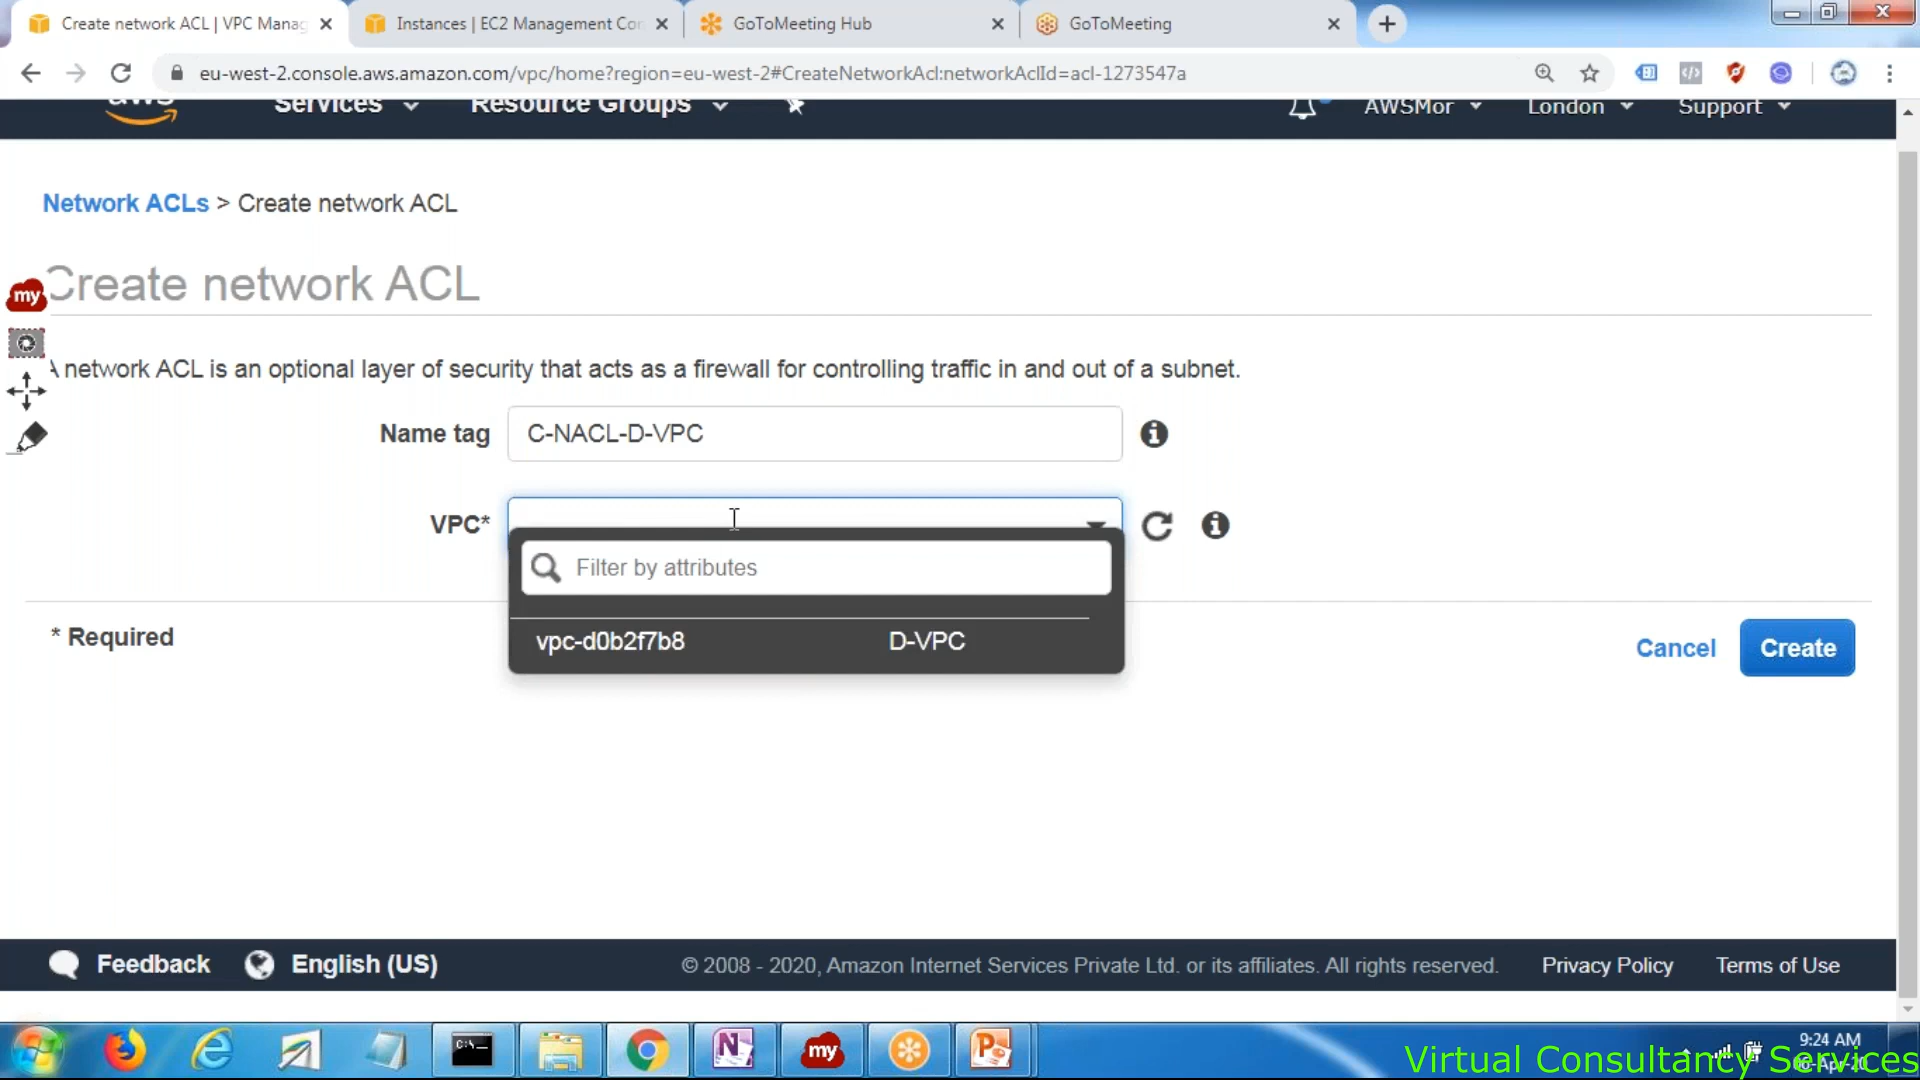 Create network ACL | VPC Manag
Instances | EC2 Management Con
GoToMeeting Hub
GoToMeeting
eu-west-2.console.aws.amazon.com/vpc/home?region=eu-west-2#CreateNetworkAcl:networkAclId=acl-1273547a
aws Services Resource Groups AWSMor London Support
Network ACLs > Create network ACL
Create network ACL
A network ACL is an optional layer of security that acts as a firewall for controlling traffic in and out of a subnet.
Name tag C-NACL-D-VPC
VPC*
Filter by attributes
vpc-d0b2f7b8 D-VPC
* Required
Cancel Create
my
Feedback English (US) © 2008 - 2020, Amazon Internet Services Private Ltd. or its affiliates. All rights reserved. Privacy Policy Terms of Use
C:\
my
9:24 AM
Virtual Consultancy Services